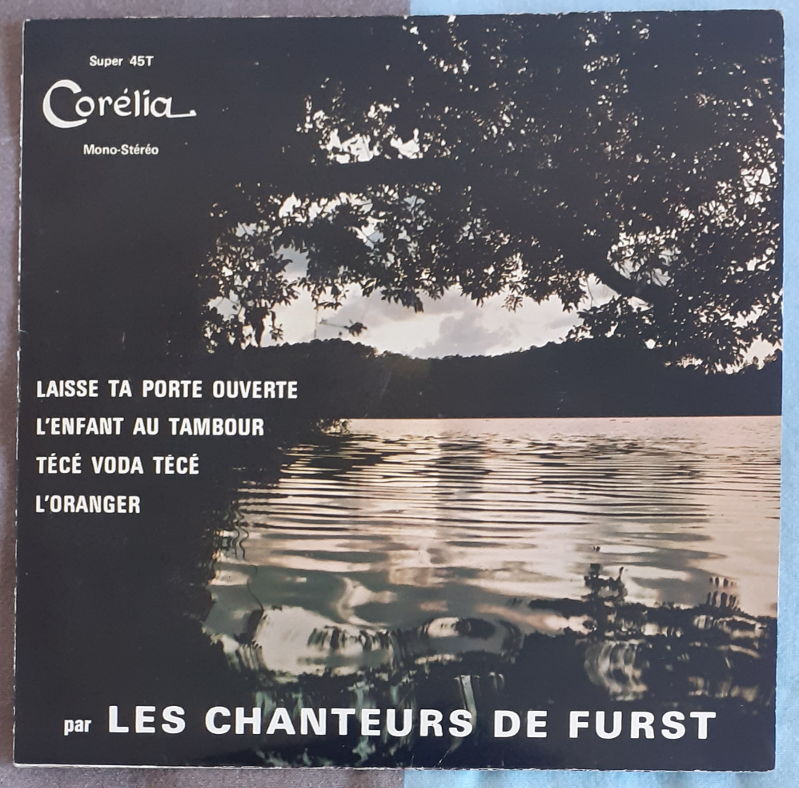 Super 45T
Corélia
Mono-Stéréo
LAISSE TA PORTE OUVERTE
L'ENFANT AU TAMBOUR
TÉCÉ VODA TÉCÉ
L'ORANGER
par LES CHANTEURS DE FURST